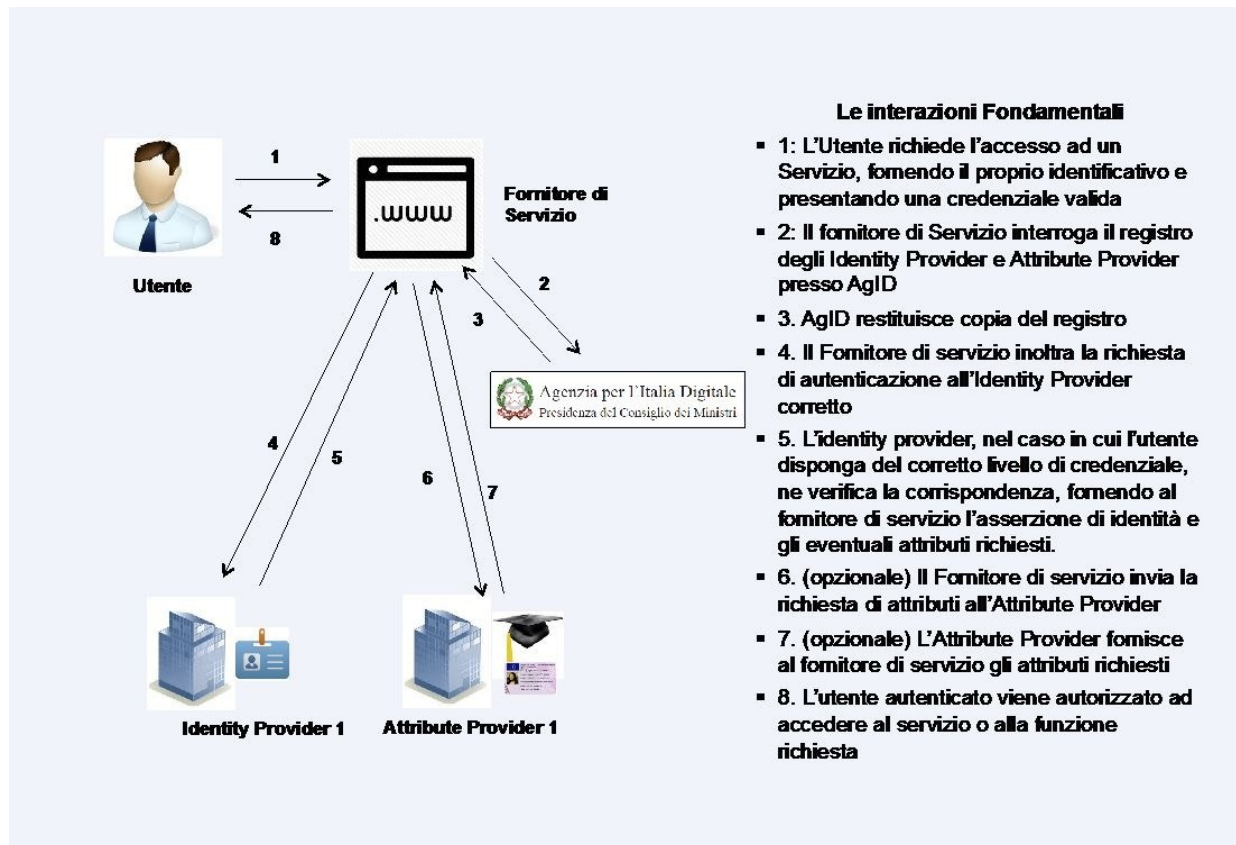 Le interazioni Fondamentali
1
8
.www
Fornitore di
Servizio
Utente
2
3
Agenzia per l'Italia Digitale
Presidenza del Consiglio dei Ministri
4
5
6
7
Identity Provider 1
Attribute Provider 1
▪ 1: L'Utente richiede l'accesso ad un
Servizio, fornendo il proprio identificativo e
presentando una credenziale valida
▪ 2: Il fornitore di Servizio interroga il registro
degli Identity Provider e Attribute Provider
presso AgID
▪ 3. AgID restituisce copia del registro
▪ 4. Il Fornitore di servizio inoltra la richiesta
di autenticazione all'Identity Provider
corretto
▪ 5. L'identity provider, nel caso in cui l'utente
disponga del corretto livello di credenziale,
ne verifica la corrispondenza, fornendo al
fornitore di servizio l'asserzione di identità e
gli eventuali attributi richiesti.
▪ 6. (opzionale) Il Fornitore di servizio invia la
richiesta di attributi all'Attribute Provider
▪ 7. (opzionale) L'Attribute Provider fornisce
al fornitore di servizio gli attributi richiesti
▪ 8. L'utente autenticato viene autorizzato ad
accedere al servizio o alla funzione
richiesta